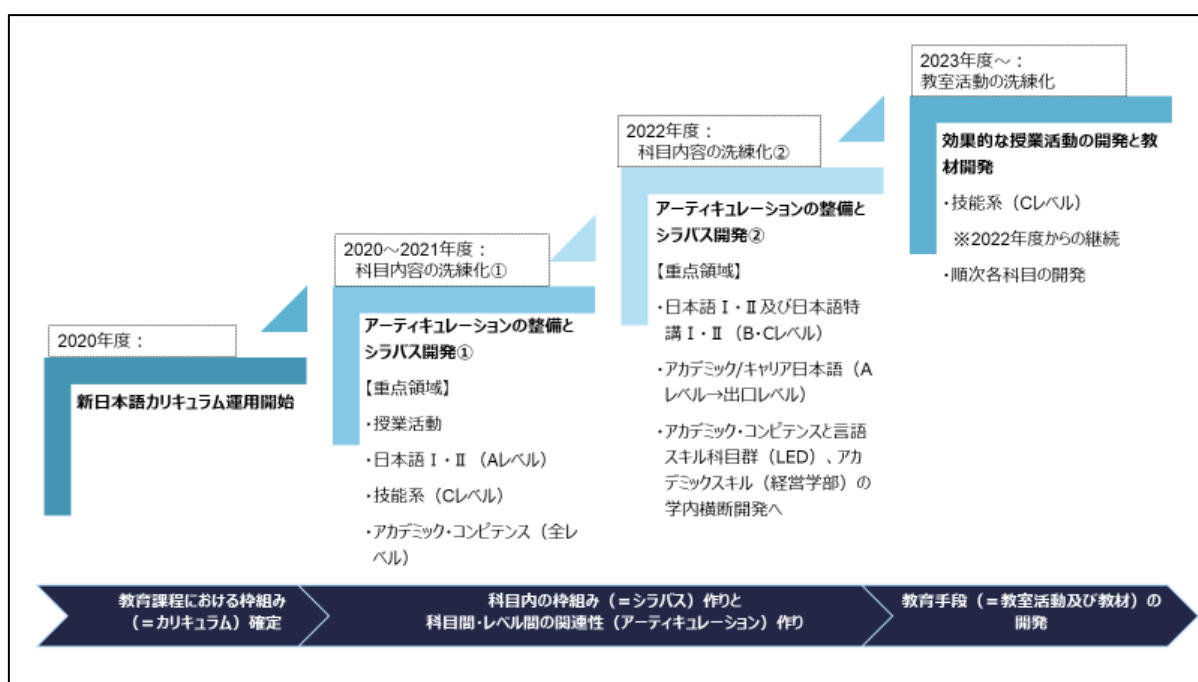 2020年度：
新日本語カリキュラム運用開始
2020～2021年度：
科目内容の洗練化①
アーティキュレーションの整備と
シラバス開発①
【重点領域】
・授業活動
・日本語Ⅰ・Ⅱ（Aレベル）
・技能系（Cレベル）
・アカデミック・コンピテンス（全レ
ベル）
2022年度：
科目内容の洗練化②
アーティキュレーションの整備と
シラバス開発②
【重点領域】
・日本語Ⅰ・Ⅱ及び日本語特
講Ⅰ・Ⅱ（B・Cレベル）
・アカデミック/キャリア日本語（A
レベル→出口レベル）
・アカデミック・コンピテンスと言語
スキル科目群（LED）、アカ
デミックスキル（経営学部）の
学内横断開発へ
2023年度～：
教室活動の洗練化
効果的な授業活動の開発と教
材開発
・技能系（Cレベル）
※2022年度からの継続
・順次各科目の開発
教育課程における枠組み
（＝カリキュラム）確定
科目内の枠組み（＝シラバス）作りと
科目間・レベル間の関連性（アーティキュレーション）作り
教育手段（＝教室活動及び教材）の
開発